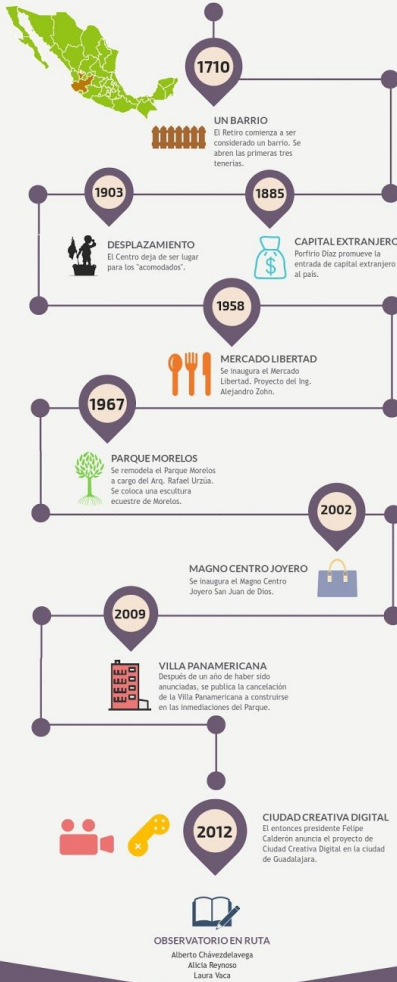 1710
UN BARRIO
El Retiro comienza a ser
considerado un barrio. Se
abren las primeras tres
tenerías.
1885
CAPITAL EXTRANJERO
Porfirio Díaz promueve la
entrada de capital extranjero
al país.
1903
DESPLAZAMIENTO
El Centro deja de ser lugar
para los "acomodados".
1958
MERCADO LIBERTAD
Se inaugura el Mercado
Libertad. Proyecto del Ing.
Alejandro Zohn.
1967
PARQUE MORELOS
Se remodela el Parque Morelos
a cargo del Arq. Rafael Urzúa.
Se coloca una escultura
ecuestre de Morelos.
2002
MAGNO CENTRO JOYERO
Se inaugura el Magno Centro
Joyero San Juan de Dios.
2009
VILLA PANAMERICANA
Después de un año de haber sido
anunciadas, se publica la cancelación
de la Villa Panamericana a construirse
en las inmediaciones del Parque.
2012
CIUDAD CREATIVA DIGITAL
El entonces presidente Felipe
Calderón anuncia el proyecto de
Ciudad Creativa Digital en la ciudad
de Guadalajara.
OBSERVATORIO EN RUTA
Alberto Chávezdelavega
Alicia Reynoso
Laura Vaca